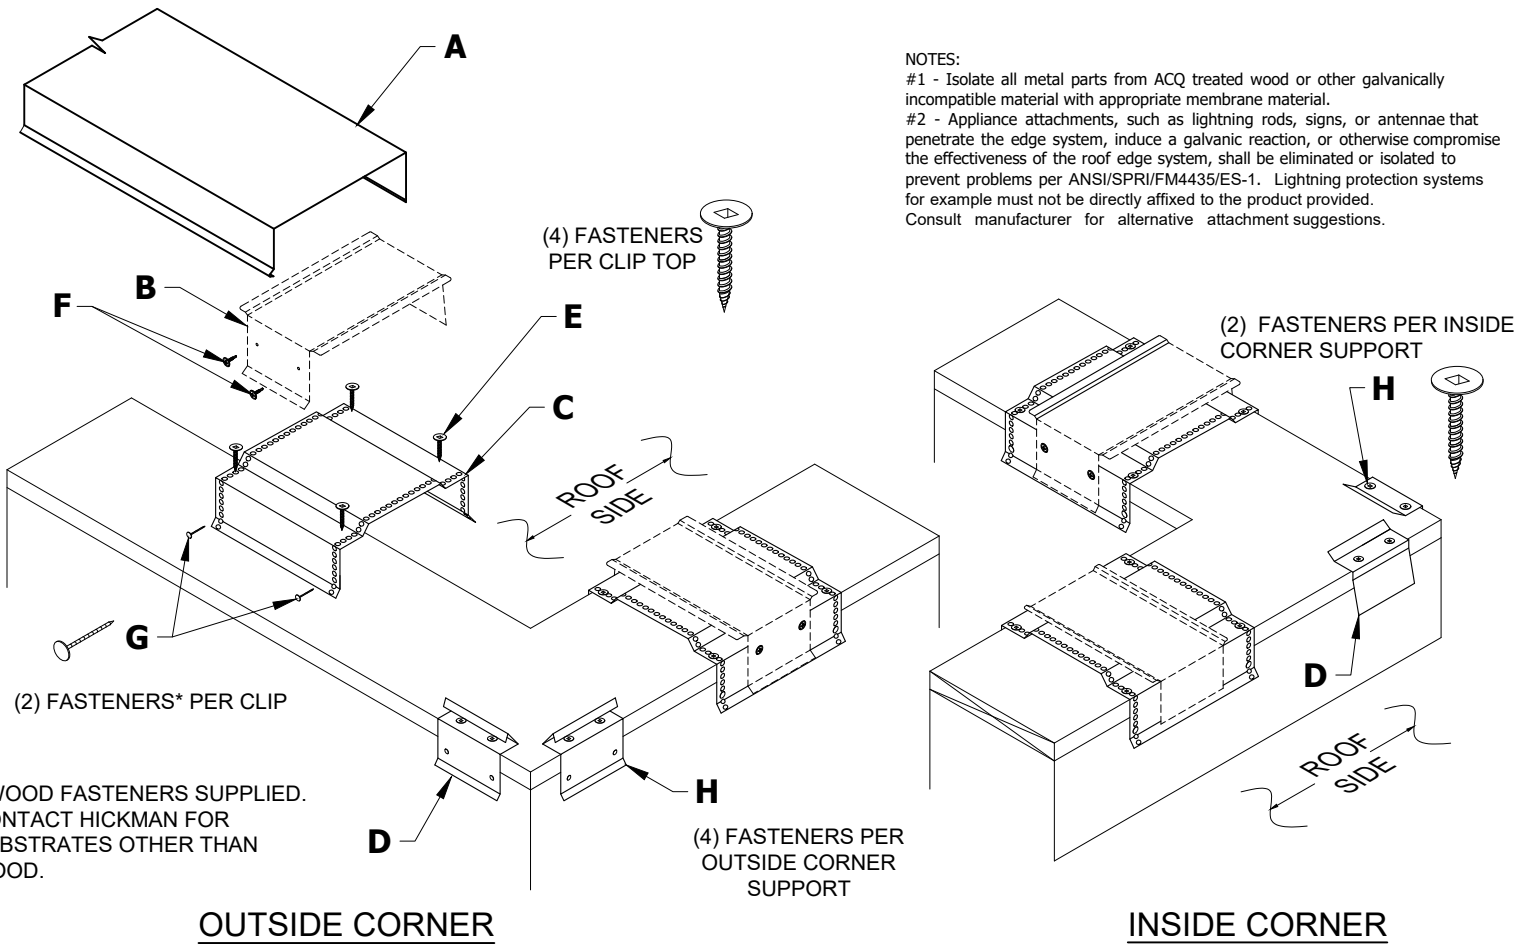 A
NOTES:
#1 - Isolate all metal parts from ACQ treated wood or other galvanically
incompatible material with appropriate membrane material.
#2 - Appliance attachments, such as lightning rods, signs, or antennae that
penetrate the edge system, induce a galvanic reaction, or otherwise compromise
the effectiveness of the roof edge system, shall be eliminated or isolated to
prevent problems per ANSI/SPRI/FM4435/ES-1. Lightning protection systems
for example must not be directly affixed to the product provided.
Consult manufacturer for alternative attachment suggestions.
(4) FASTENERS
PER CLIP TOP
B
F
E
C
ROOF
SIDE
G
(2) FASTENERS* PER CLIP
WOOD FASTENERS SUPPLIED.
CONTACT HICKMAN FOR
SUBSTRATES OTHER THAN
WOOD.
D
H
(4) FASTENERS PER
OUTSIDE CORNER
SUPPORT
OUTSIDE CORNER
(2) FASTENERS PER INSIDE
CORNER SUPPORT
H
D
ROOF
SIDE
INSIDE CORNER